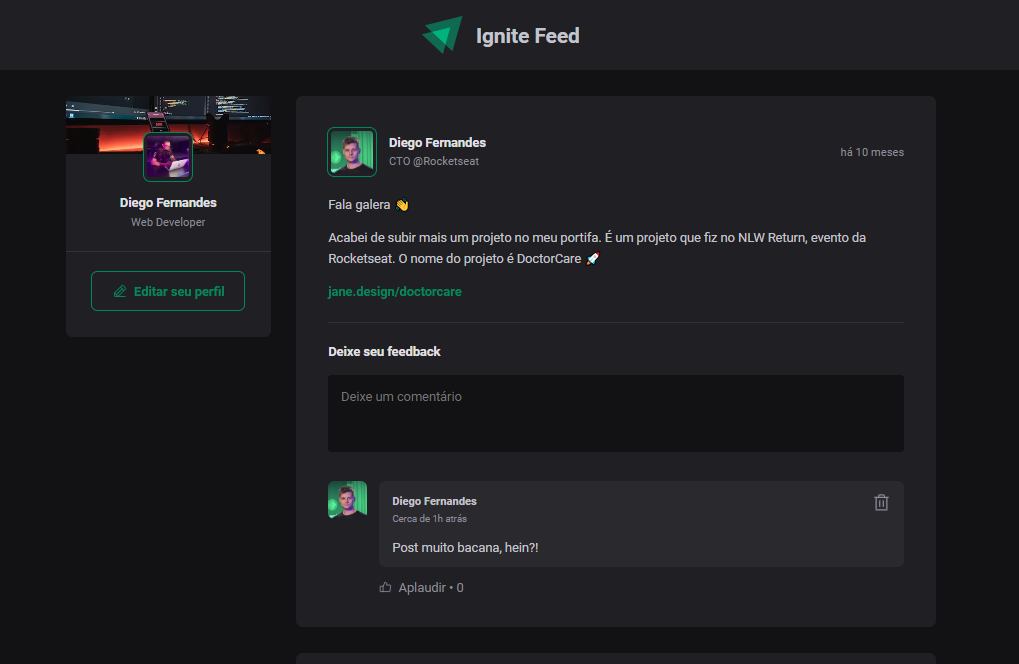 Ignite Feed
Diego Fernandes
Web Developer
Editar seu perfil
Diego Fernandes
CTO @Rocketseat
há 10 meses
Fala galera 👋
Acabei de subir mais um projeto no meu portifa. É um projeto que fiz no NLW Return, evento da
Rocketseat. O nome do projeto é DoctorCare 🚀
jane.design/doctorcare
Deixe seu feedback
Deixe um comentário
Diego Fernandes
Cerca de 1h atrás
Post muito bacana, hein?!
Aplaudir • 0